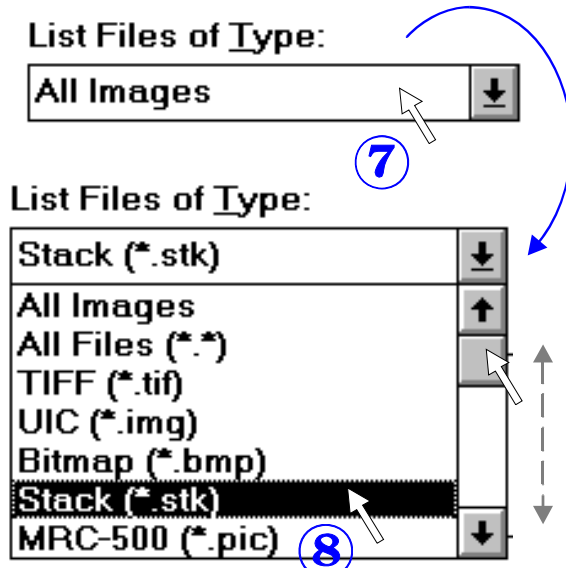 List Files of Type:
All Images
7
List Files of Type:
Stack (*.stk)
All Images
All Files (*.*)
TIFF (*.tif)
UIC (*.img)
Bitmap (*.bmp)
Stack (*.stk)
MRC-500 (*.pic)
8